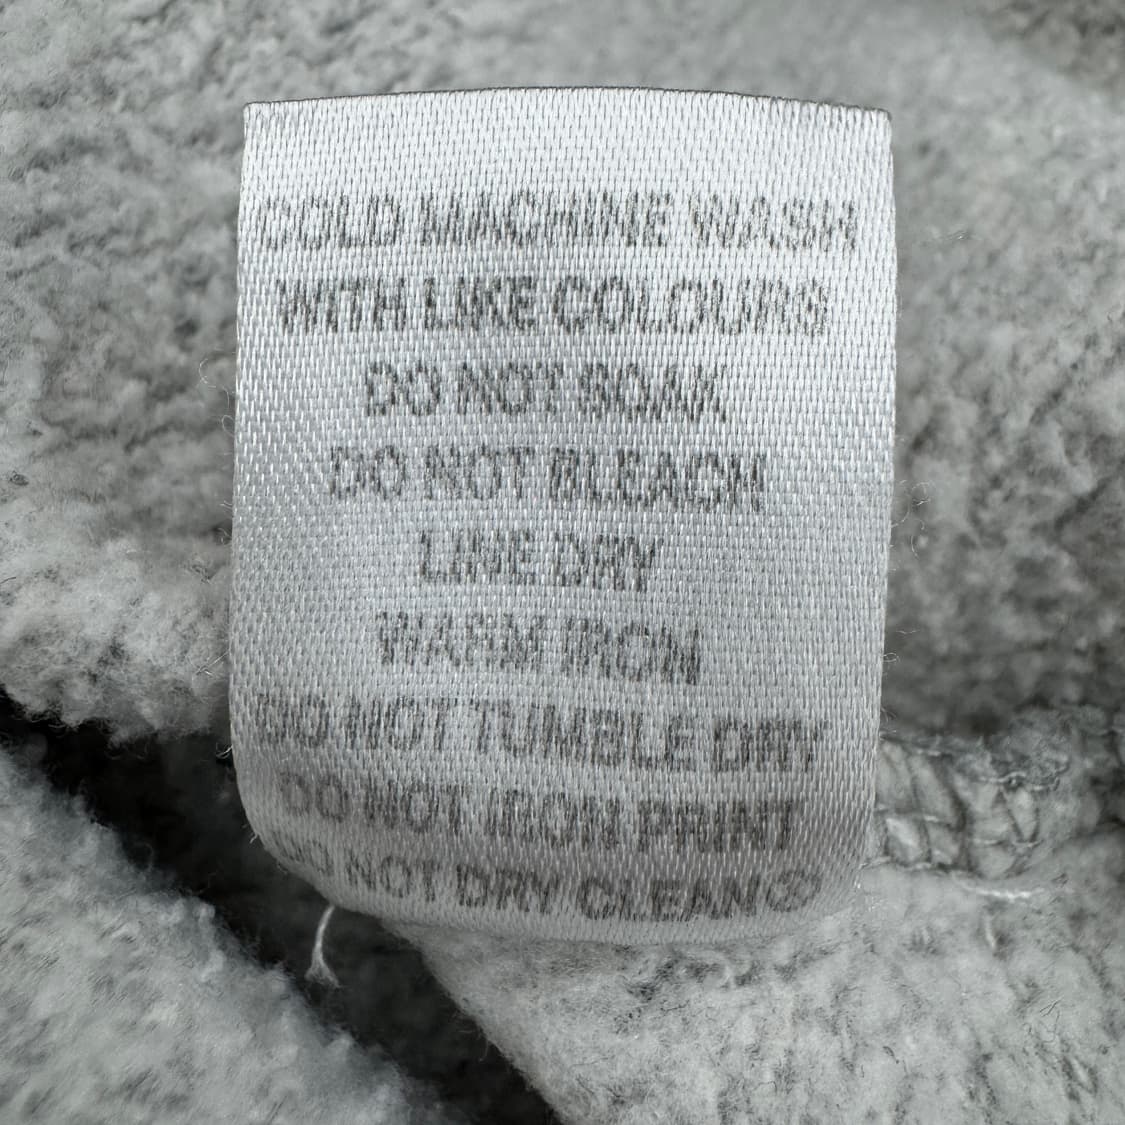 COLD MACHINE WASH
WITH LIKE COLOURS
DO NOT SOAK
DO NOT BLEACH
LINE DRY
WARM IRON
DO NOT TUMBLE DRY
DO NOT IRON PRINT
DO NOT DRY CLEAN